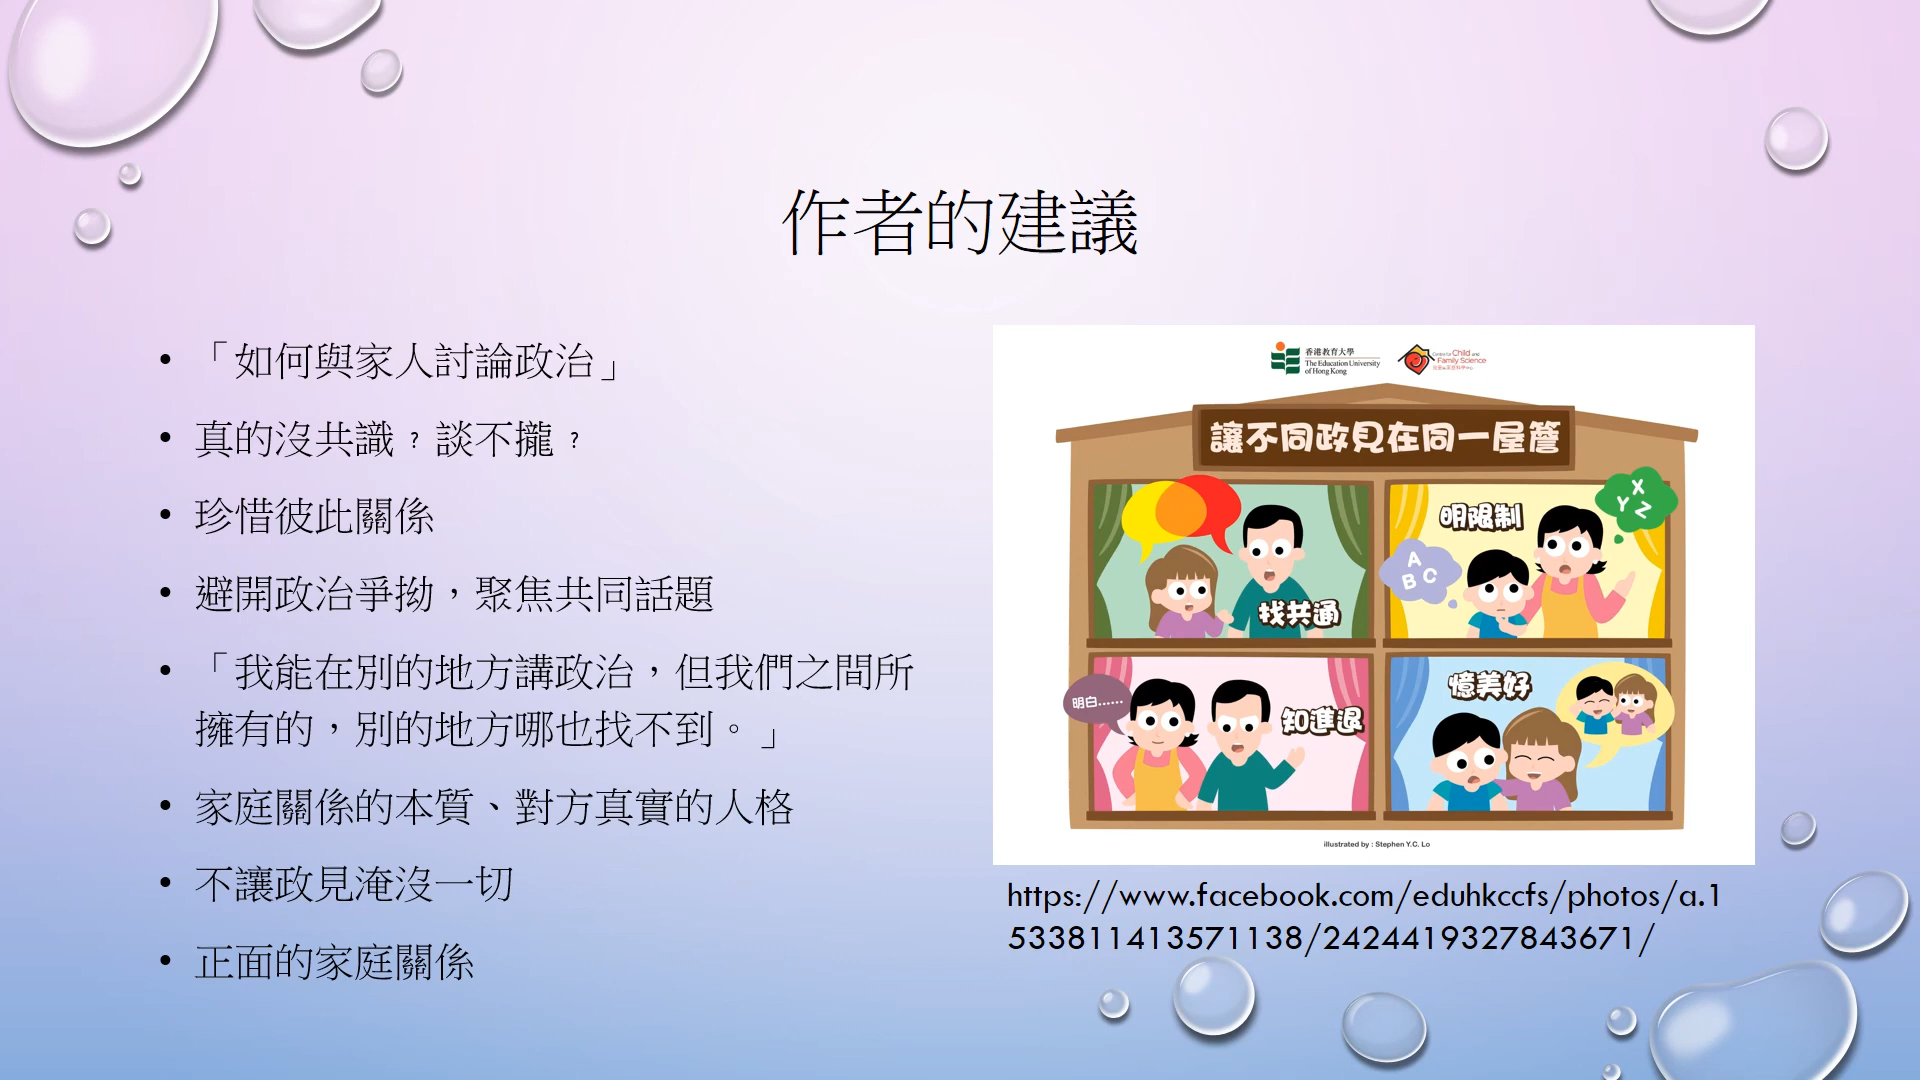 作者的建議
• 「如何與家人討論政治」
• 真的沒共識﹖談不攏﹖
• 珍惜彼此關係
• 避開政治爭拗，聚焦共同話題
• 「我能在別的地方講政治，但我們之間所
擁有的，別的地方哪也找不到。」
• 家庭關係的本質、對方真實的人格
• 不讓政見淹沒一切
• 正面的家庭關係
香港教育大學
The Education University
of Hong Kong
Centre for Child and
Family Science
讓不同政見在同一屋簷
找共通
明限制
A
B C
X
Y Z
明白......
知進退
憶美好
illustrated by : Stephen Y.C. Lo
https://www.facebook.com/eduhkccfs/photos/a.1
533811413571138/2424419327843671/